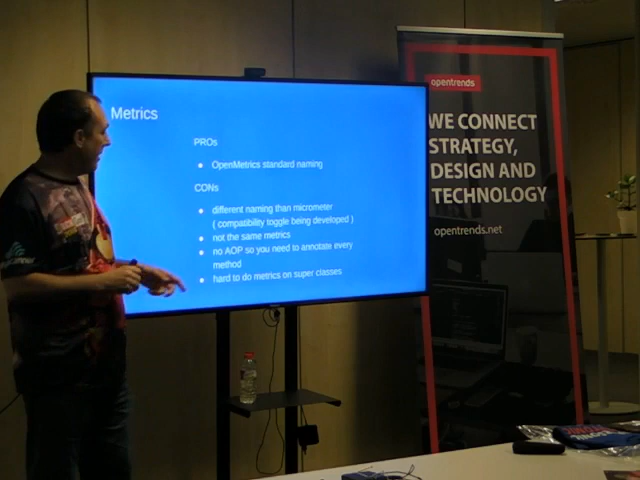 Metrics
PROs
OpenMetrics standard naming
CONs
different naming than micrometer
( compatibility toggle being developed )
not the same metrics
no AOP so you need to annotate every
method
hard to do metrics on super classes
opentrends
WE CONNECT
STRATEGY,
DESIGN AND
TECHNOLOGY
opentrends.net